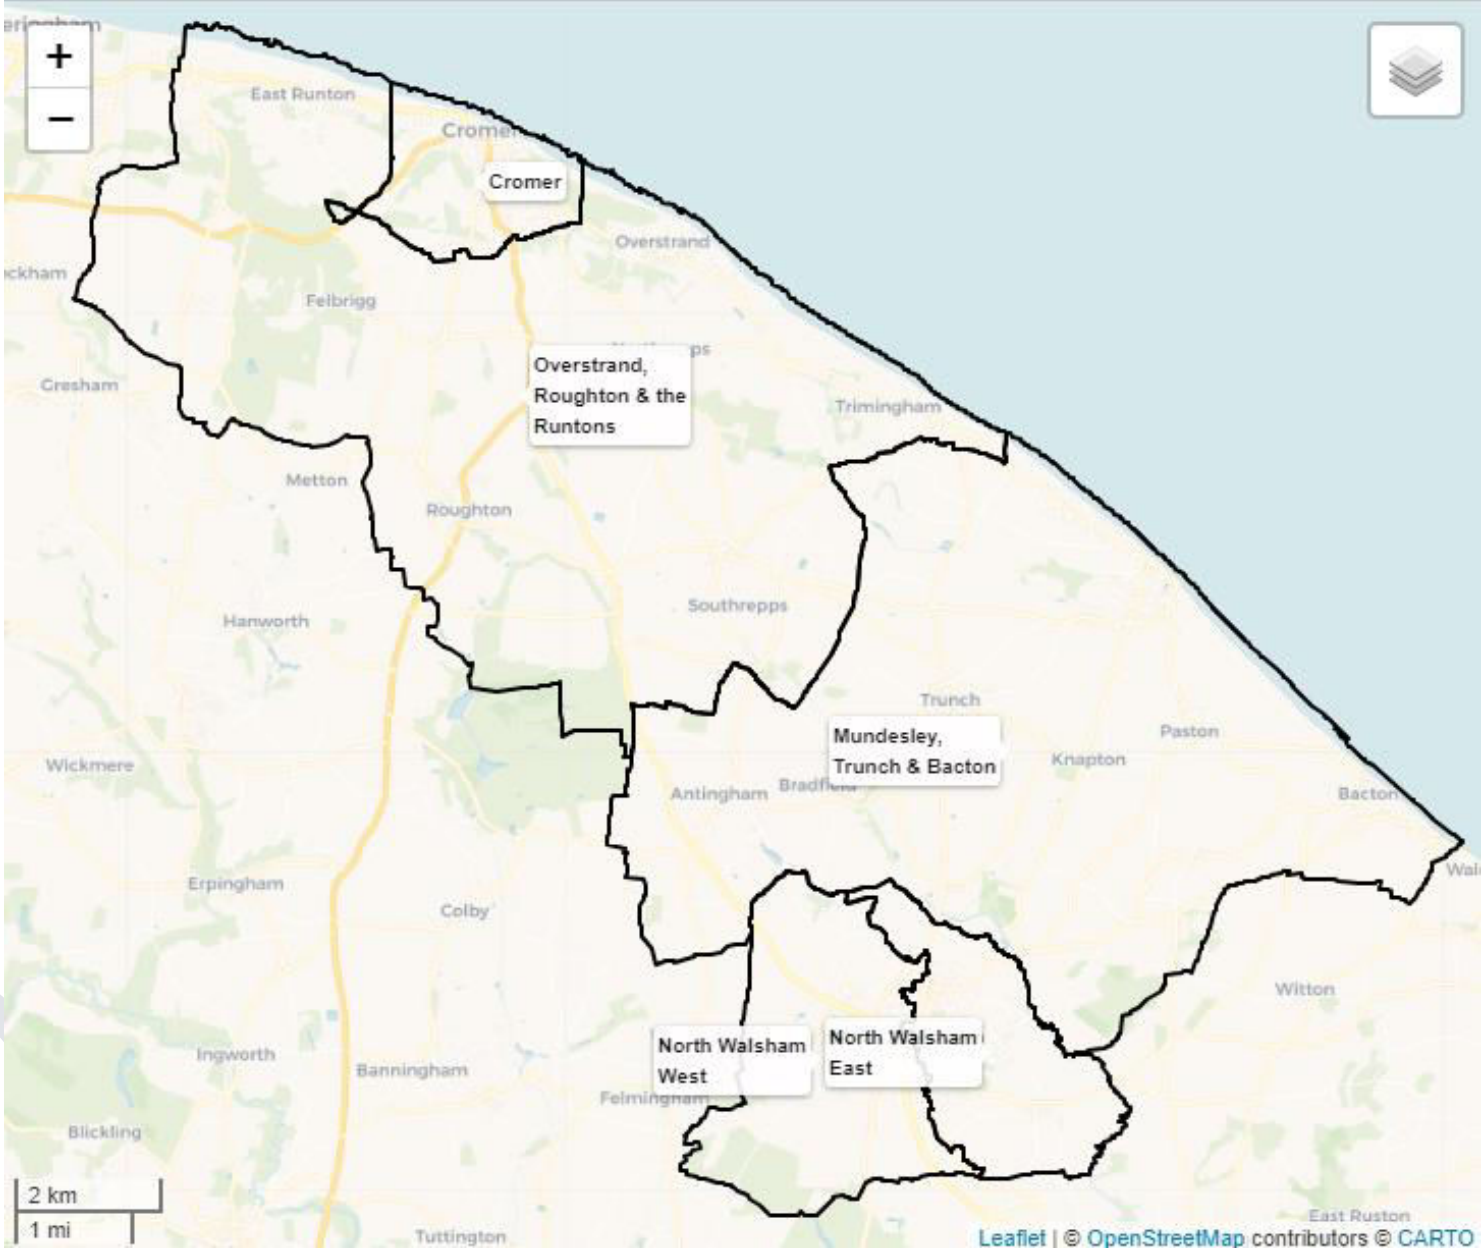 +
−
East Runton
Cromer
Cromer
Overstrand
Felbrigg
Overstrand,
Roughton & the
Runtons
Gresham
Trimingham
Metton
Roughton
Southrepps
Hanworth
Trunch
Mundesley,
Trunch & Bacton
Paston
Knapton
Wickmere
Antingham
Bradfield
Bacton
Erpingham
Colby
Witton
North Walsham
West
North Walsham
East
Ingworth
Banningham
Felmingham
Blickling
2 km
1 mi
Tuttington
East Ruston
Leaflet | © OpenStreetMap contributors © CARTO